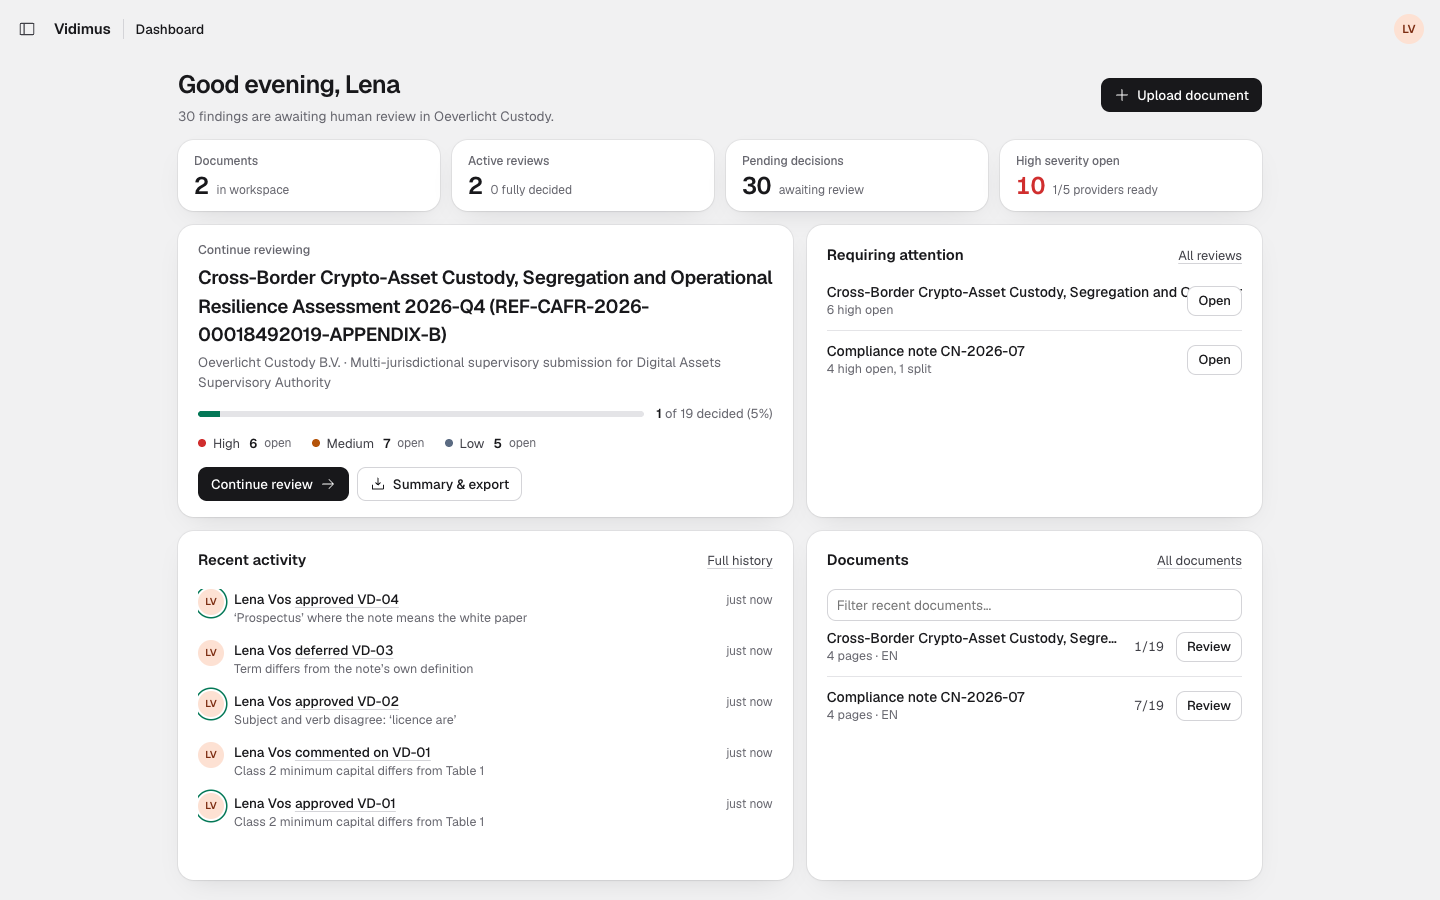 Vidimus
Dashboard
LV
Good evening, Lena
30 findings are awaiting human review in Oeverlicht Custody.
Upload document
Documents
2 in workspace
Active reviews
2 0 fully decided
Pending decisions
30 awaiting review
High severity open
10 1/5 providers ready
Continue reviewing
Cross-Border Crypto-Asset Custody, Segregation and Operational
Resilience Assessment 2026-Q4 (REF-CAFR-2026-
00018492019-APPENDIX-B)
Oeverlicht Custody B.V. · Multi-jurisdictional supervisory submission for Digital Assets
Supervisory Authority
1 of 19 decided (5%)
High 6 open Medium 7 open Low 5 open
Continue review
Summary & export
Requiring attention
All reviews
Cross-Border Crypto-Asset Custody, Segregation and
6 high open
Open
Compliance note CN-2026-07
4 high open, 1 split
Open
Recent activity
Full history
LV
Lena Vos approved VD-04
just now
‘Prospectus’ where the note means the white paper
LV
Lena Vos deferred VD-03
just now
Term differs from the note’s own definition
LV
Lena Vos approved VD-02
just now
Subject and verb disagree: ‘licence are’
LV
Lena Vos commented on VD-01
just now
Class 2 minimum capital differs from Table 1
LV
Lena Vos approved VD-01
just now
Class 2 minimum capital differs from Table 1
Documents
All documents
Filter recent documents…
Cross-Border Crypto-Asset Custody, Segre…
4 pages · EN
1/19
Review
Compliance note CN-2026-07
4 pages · EN
7/19
Review